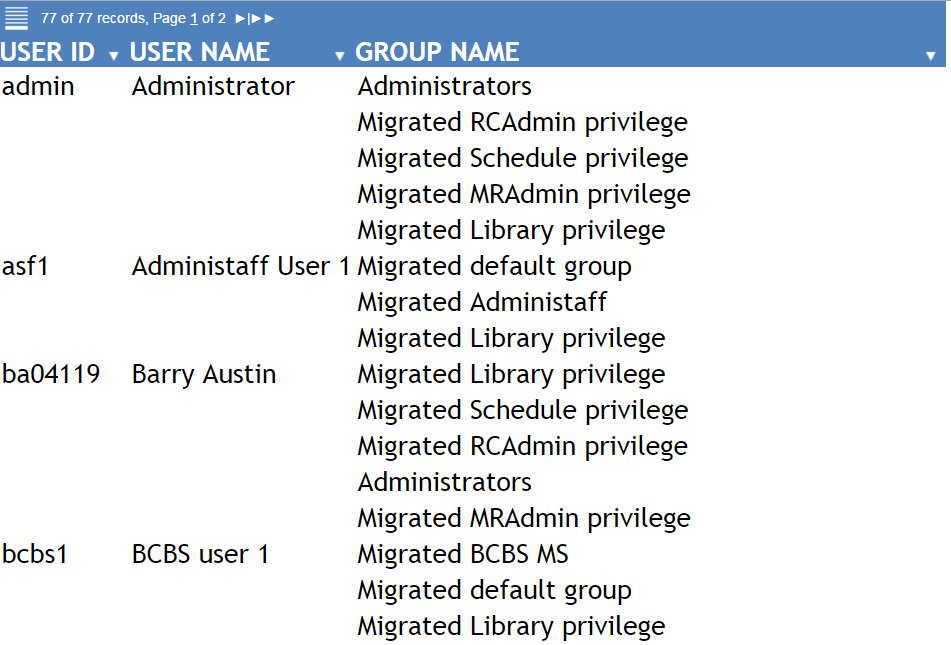 77 of 77 records, Page 1 of 2
USER ID USER NAME GROUP NAME
admin Administrator Administrators
Migrated RCAdmin privilege
Migrated Schedule privilege
Migrated MRAdmin privilege
Migrated Library privilege
asf1 Administaff User 1 Migrated default group
Migrated Administaff
Migrated Library privilege
ba04119 Barry Austin Migrated Library privilege
Migrated Schedule privilege
Migrated RCAdmin privilege
Administrators
Migrated MRAdmin privilege
bcbs1 BCBS user 1 Migrated BCBS MS
Migrated default group
Migrated Library privilege